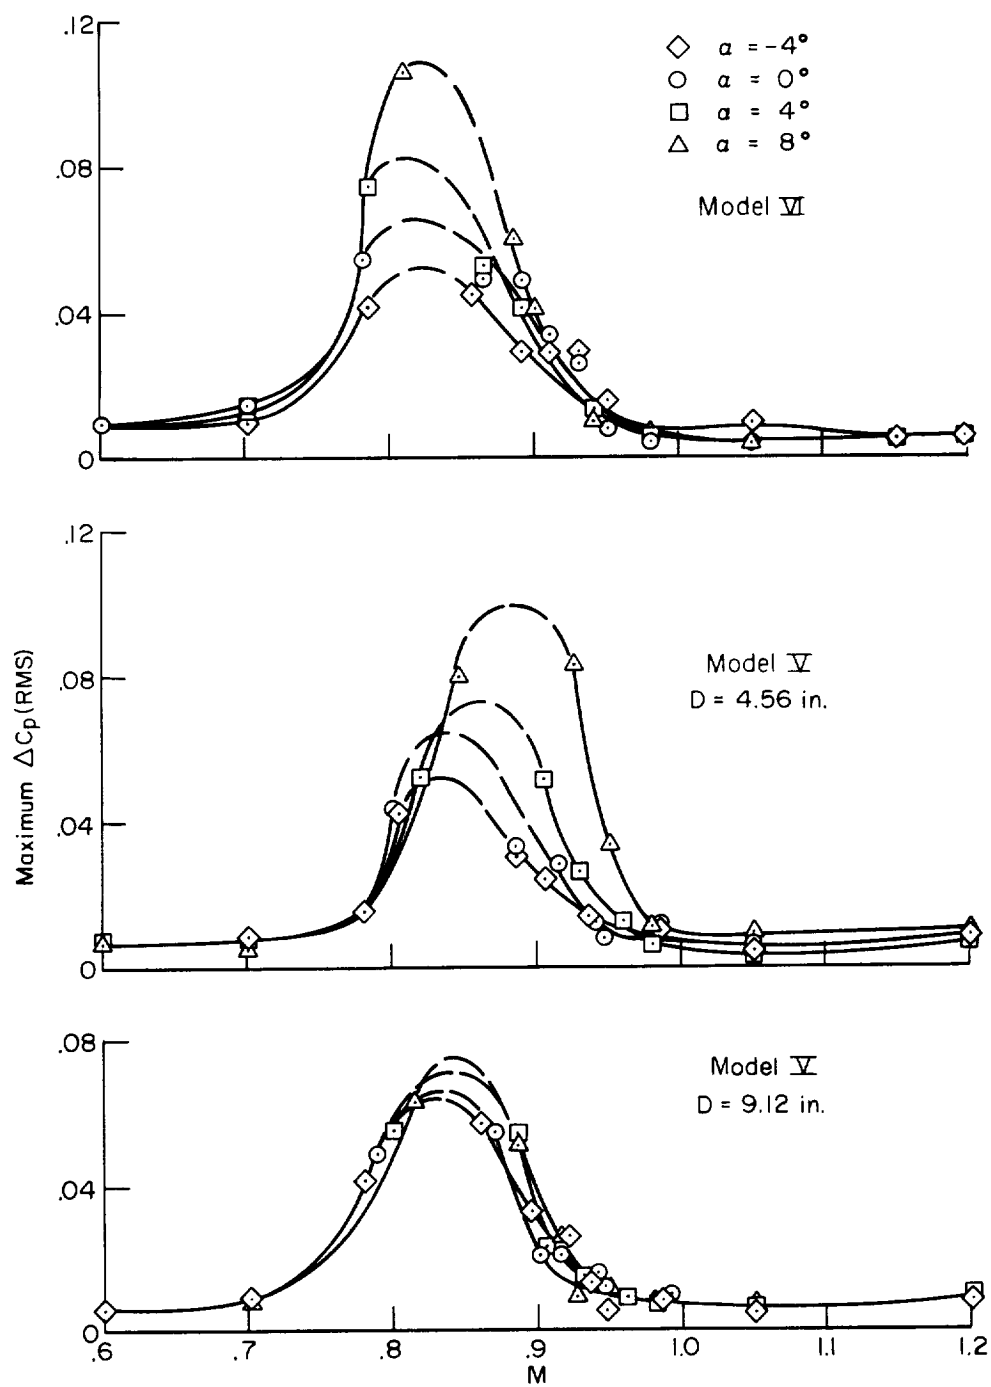 .12
.08
.04
0
α = -4°
α = 0°
α = 4°
α = 8°
Model VI
Maximum ΔCp(RMS)
.12
.08
.04
0
Model V
D = 4.56 in.
.08
.04
0
Model V
D = 9.12 in.
.6 .7 .8 .9 1.0 1.1 1.2
M